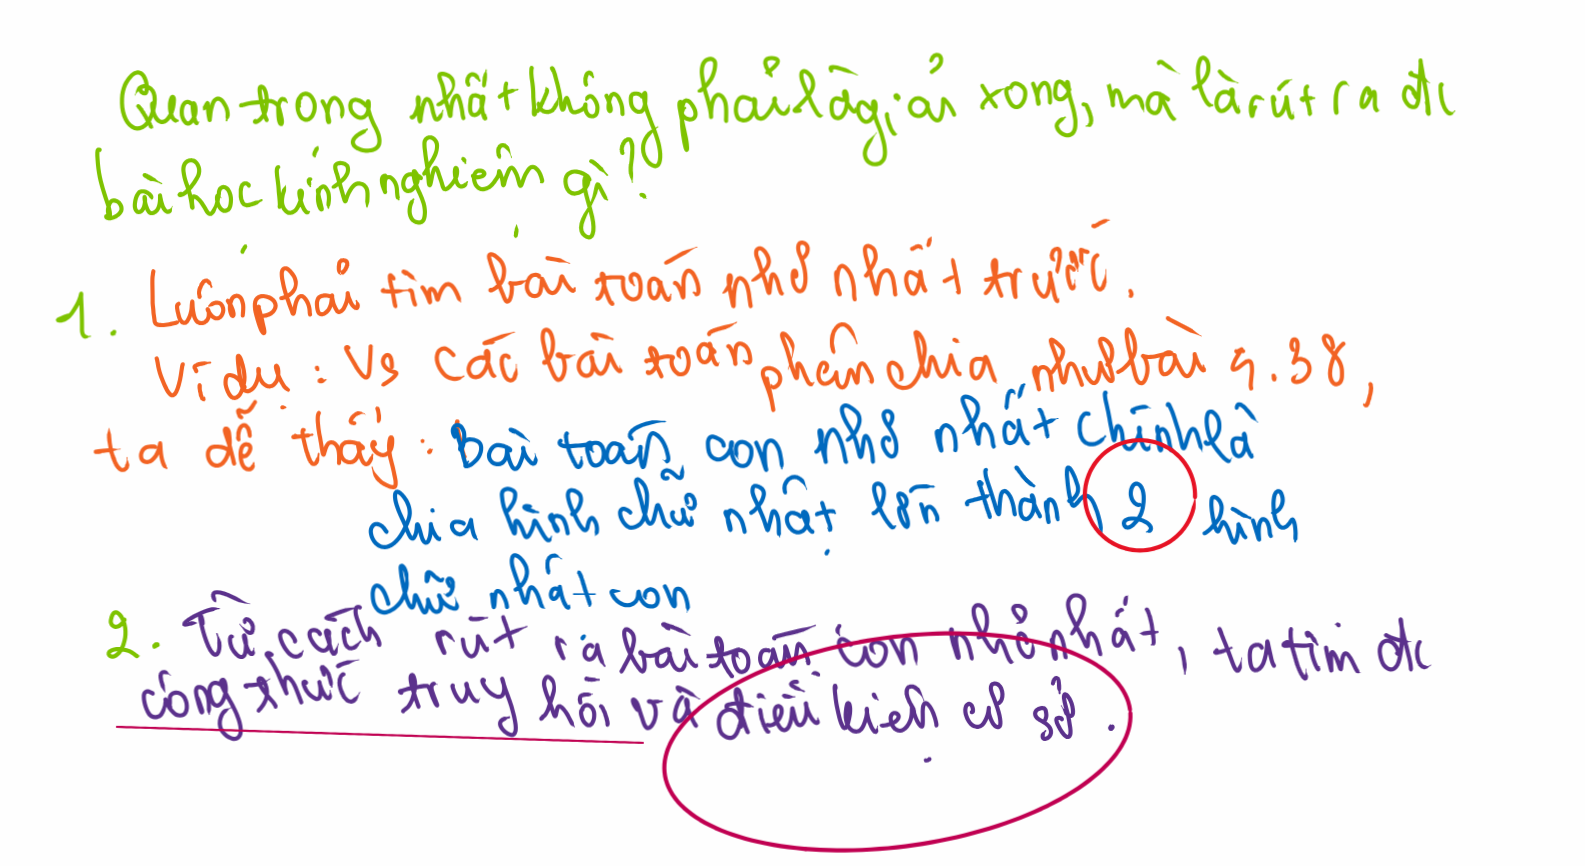 Quan trọng nhất không phải là giải xong, mà là rút ra đc
bài học kinh nghiệm gì?
1. Luôn phải tìm bài toán nhỏ nhất trước.
Ví dụ: Vs các bài toán phân chia như bài 4.38,
ta dễ thấy: Bài toán con nhỏ nhất chính là
chia hình chữ nhật lớn thành 2 hình
chữ nhật con
2. Từ cách rút ra bài toán con nhỏ nhất, ta tìm đc
công thức truy hồi và điều kiện cơ sở.